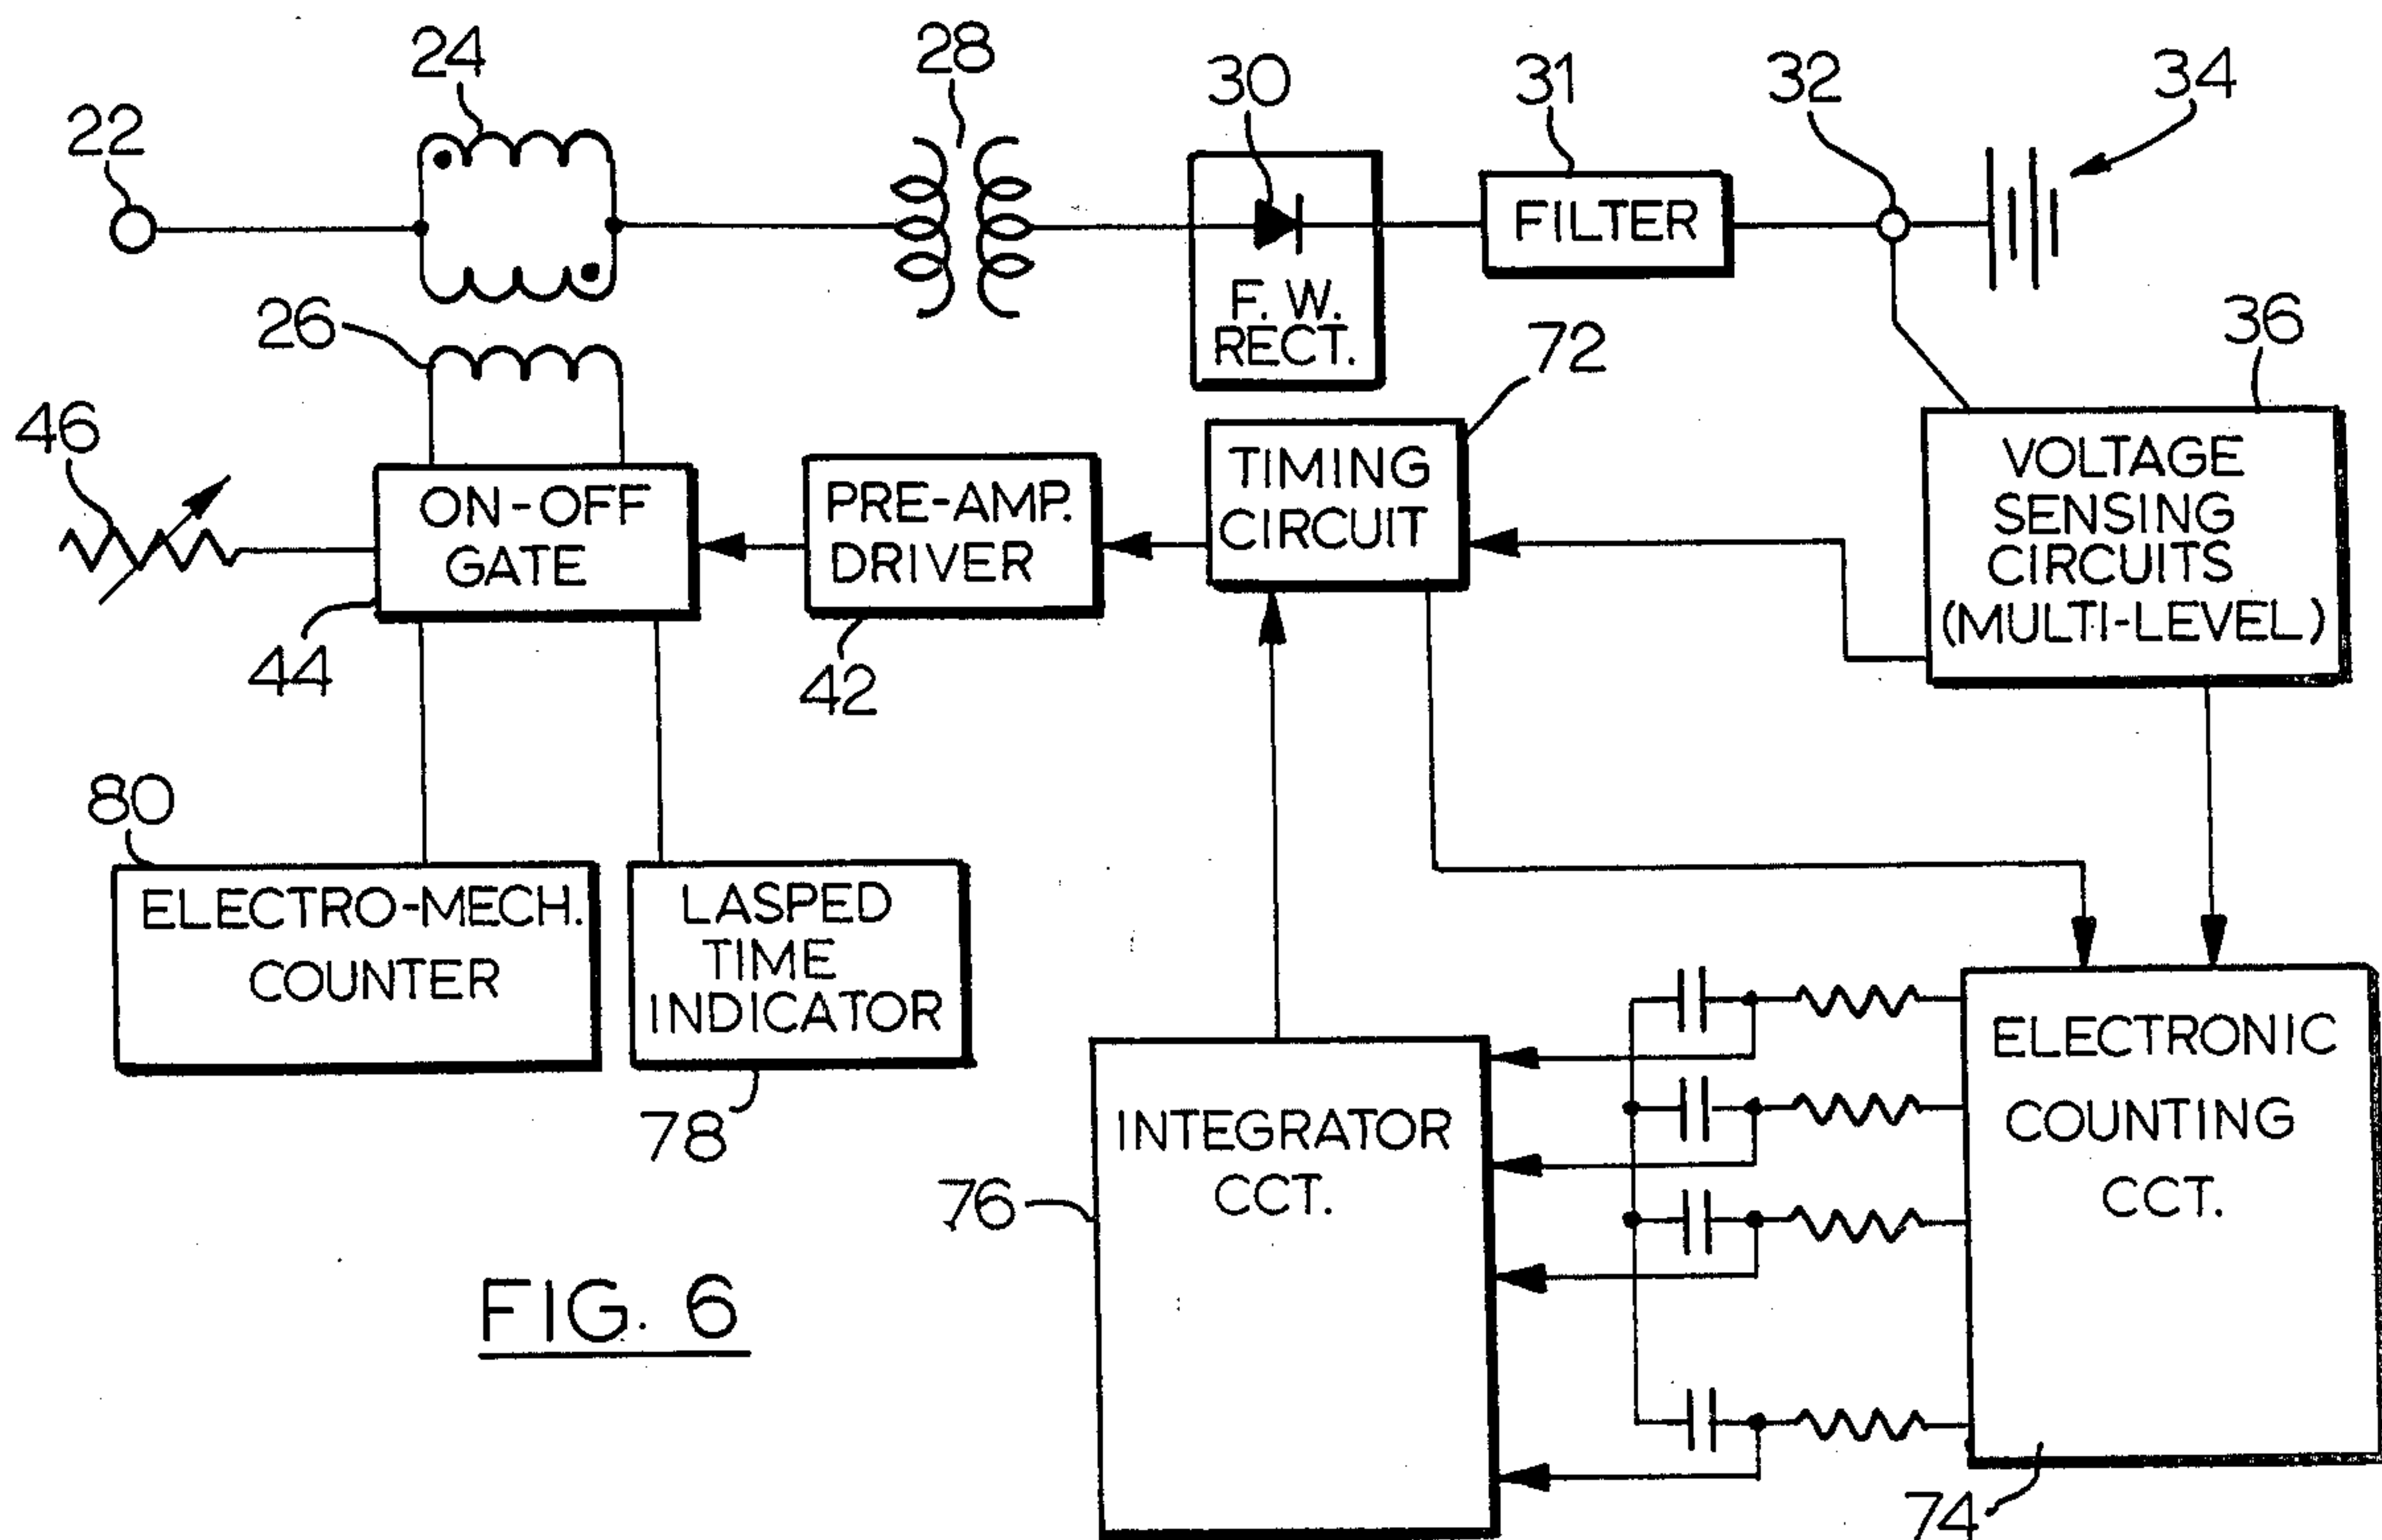 24
28
30
31
32
34
22
FILTER
F. W.
RECT.
26
72
36
46
ON-OFF
GATE
PRE-AMP.
DRIVER
TIMING
CIRCUIT
VOLTAGE
SENSING
CIRCUITS
(MULTI-LEVEL)
44
42
80
ELECTRO-MECH.
COUNTER
LASPED
TIME
INDICATOR
78
INTEGRATOR
CCT.
76
ELECTRONIC
COUNTING
CCT.
74
FIG. 6